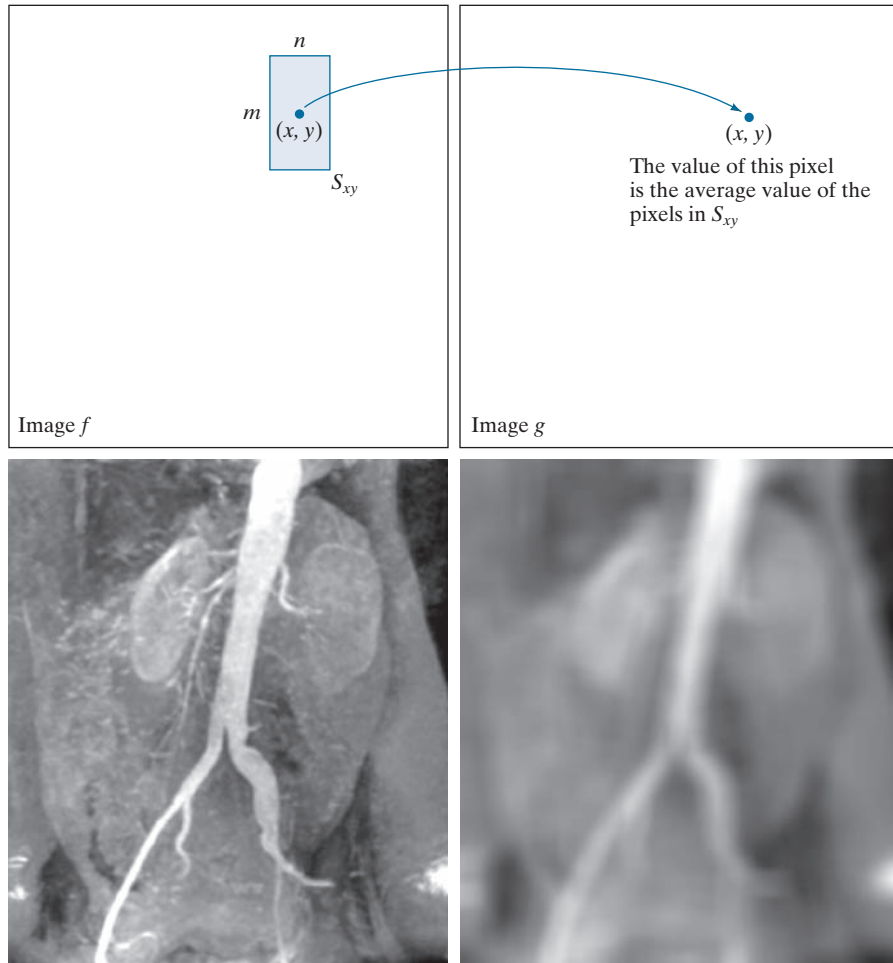 n
m
(x, y)
S_xy
Image f
(x, y)
The value of this pixel
is the average value of the
pixels in S_xy
Image g